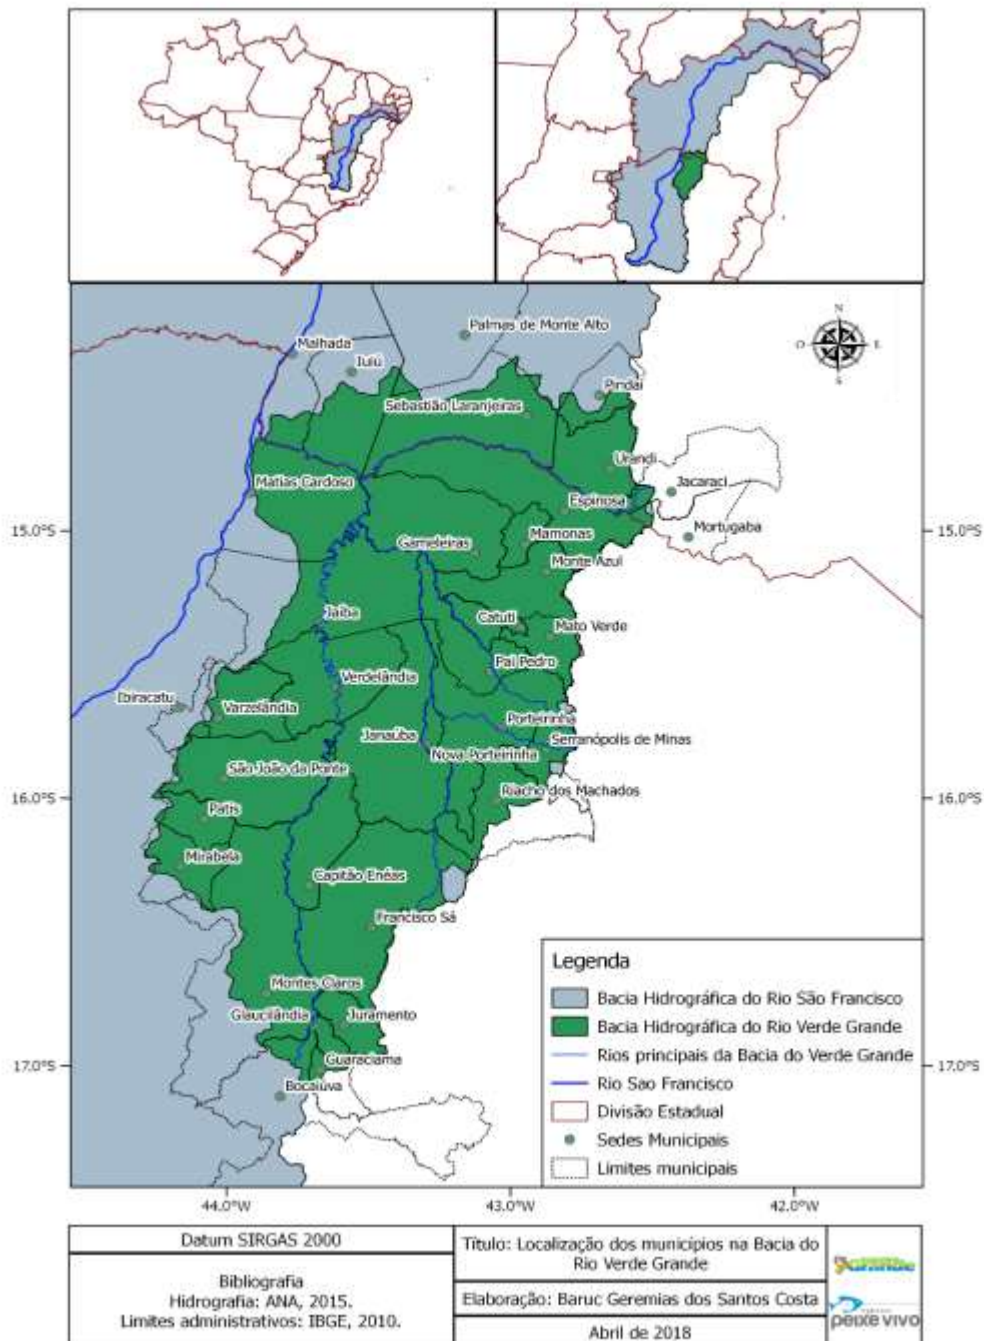 Palmas de Monte Alto
Malhada
Iuiú
N
O
E
S
Pindaí
Sebastião Laranjeiras
Urandi
Jacaraci
Matias Cardoso
Espinosa
Mortugaba
15.0°S
15.0°S
Mamonas
Gameleiras
Monte Azul
Jaíba
Catuti
Mato Verde
Pai Pedro
Verdelândia
Ibiracatu
Varzelândia
Porteirinha
Janaúba
Serranópolis de Minas
Nova Porteirinha
São João da Ponte
Riacho dos Machados
16.0°S
16.0°S
Patis
Mirabela
Capitão Enéas
Francisco Sá
Montes Claros
Glaucilândia
Juramento
Guaraciama
17.0°S
17.0°S
Bocaiúva
Legenda
Bacia Hidrográfica do Rio São Francisco
Bacia Hidrográfica do Rio Verde Grande
Rios principais da Bacia do Verde Grande
Rio Sao Francisco
Divisão Estadual
Sedes Municipais
Limites municipais
44.0°W
43.0°W
42.0°W
Datum SIRGAS 2000
Bibliografia
Hidrografia: ANA, 2015.
Limites administrativos: IBGE, 2010.
Título: Localização dos municípios na Bacia do
Rio Verde Grande
Elaboração: Baruc Geremias dos Santos Costa
Abril de 2018
Grande
peixe vivo